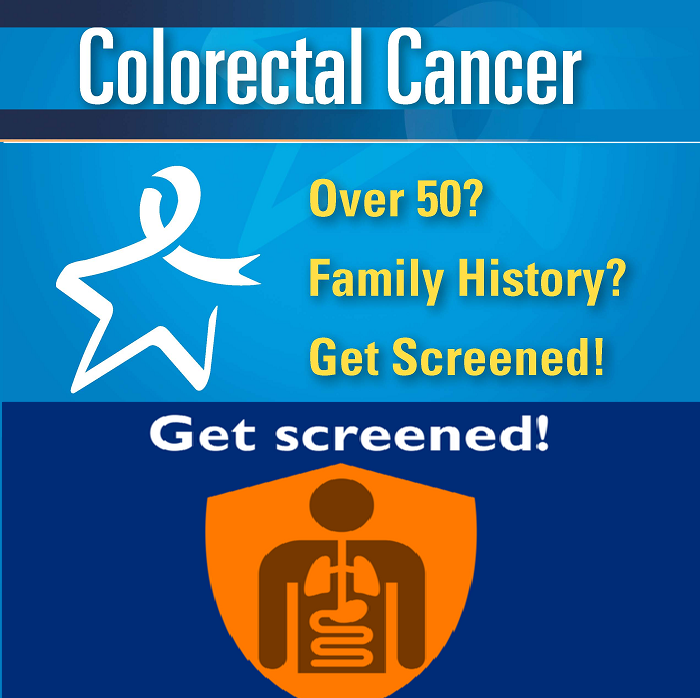 Colorectal Cancer
Over 50?
Family History?
Get Screened!
Get screened!